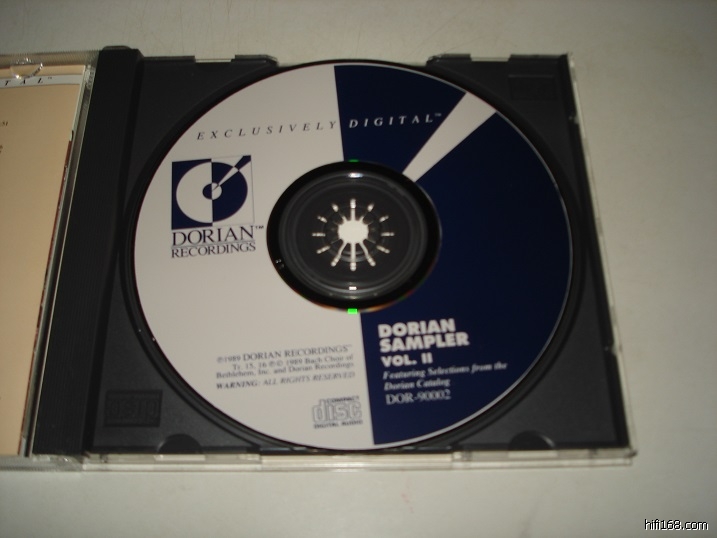 EXCLUSIVELY DIGITAL™
DORIAN™
RECORDINGS
DORIAN
SAMPLER
VOL. II
Featuring Selections from the
Dorian Catalog
DOR-90002
℗1989 DORIAN RECORDINGS™
Tr. 15, 16 ℗ © 1989 Bach Choir of
Bethlehem, Inc. and Dorian Recordings
WARNING: ALL RIGHTS RESERVED
COMPACT
disc
DIGITAL AUDIO
hifi168.com